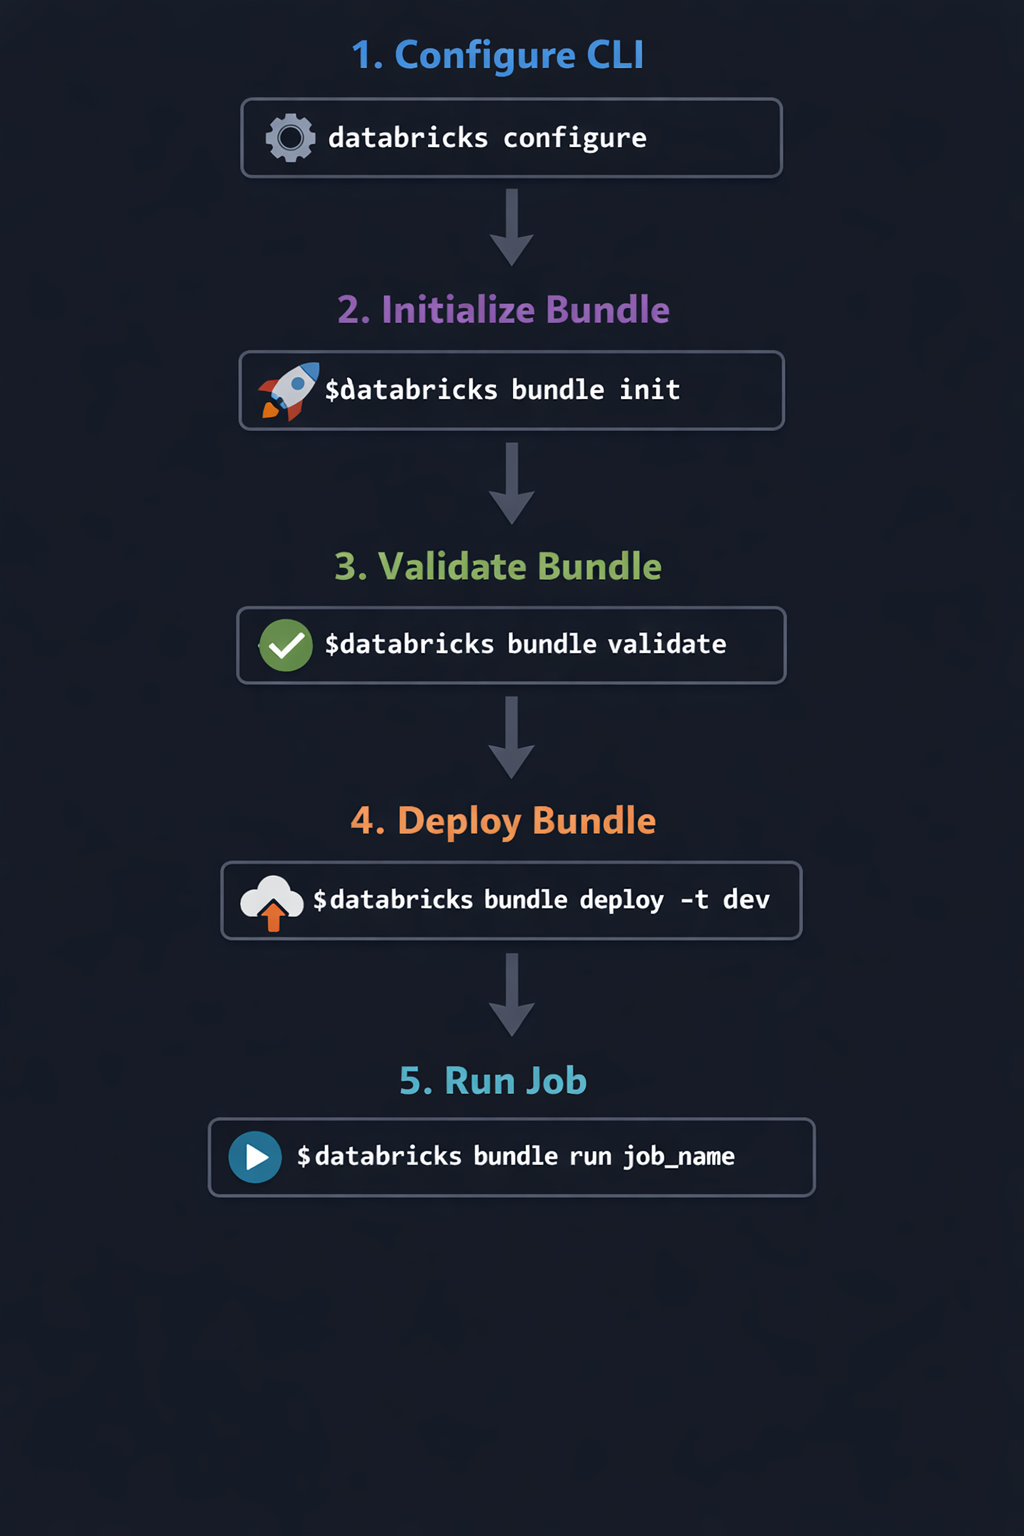 1. Configure CLI
databricks configure
2. Initialize Bundle
$databricks bundle init
3. Validate Bundle
$databricks bundle validate
4. Deploy Bundle
$databricks bundle deploy -t dev
5. Run Job
$databricks bundle run job_name